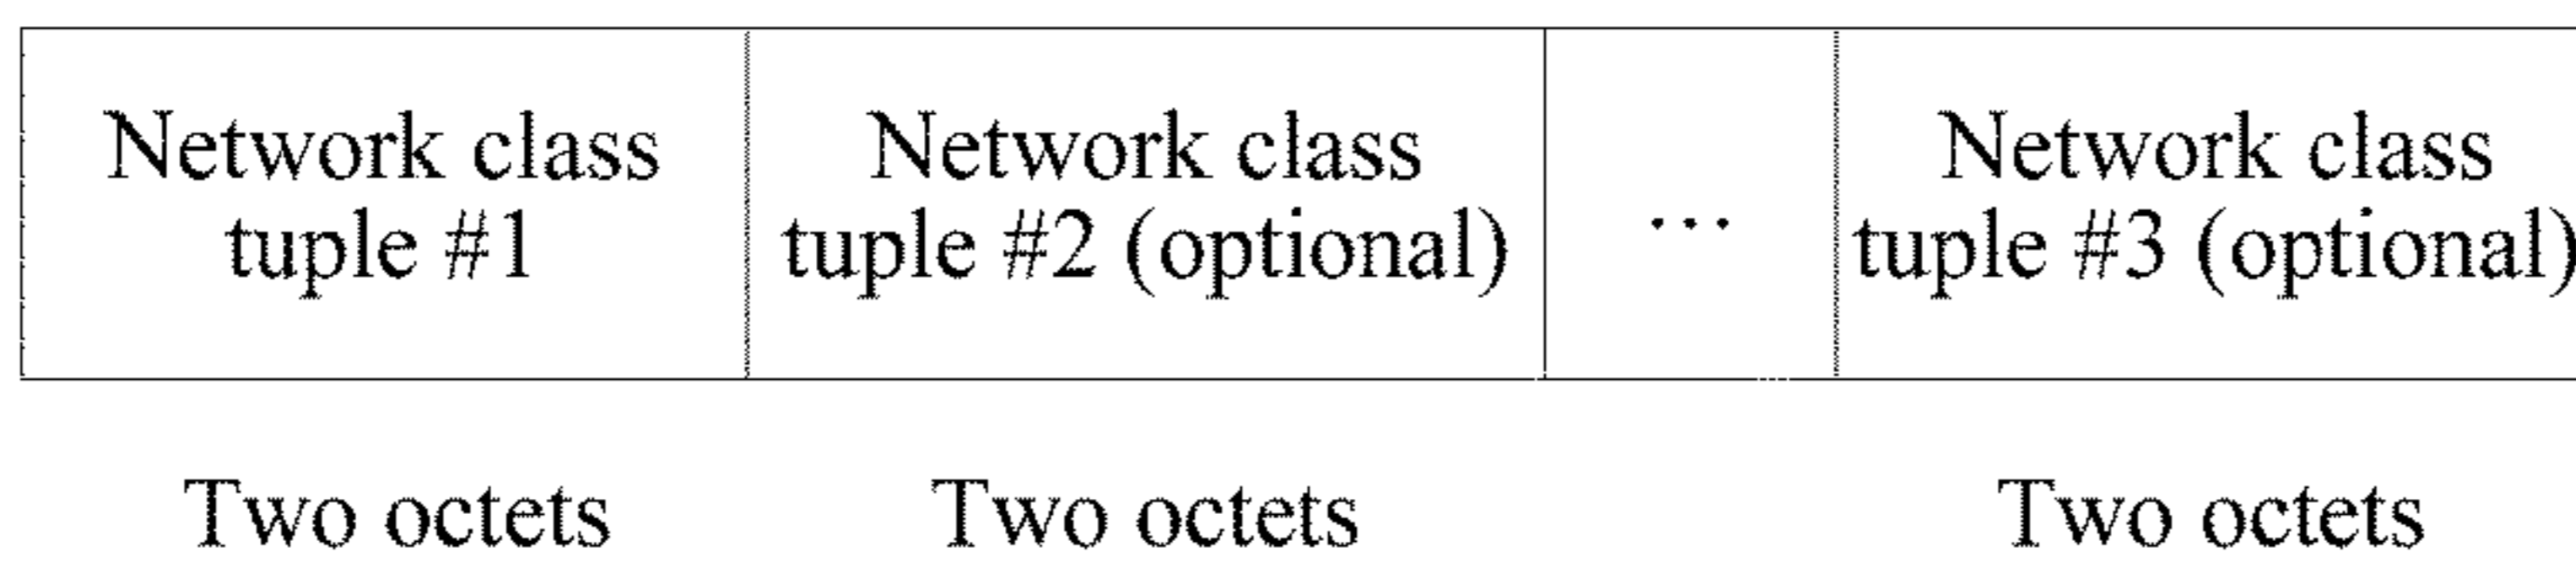 Network class
tuple #1
Network class
tuple #2 (optional)
...
Network class
tuple #3 (optional)
Two octets
Two octets
Two octets